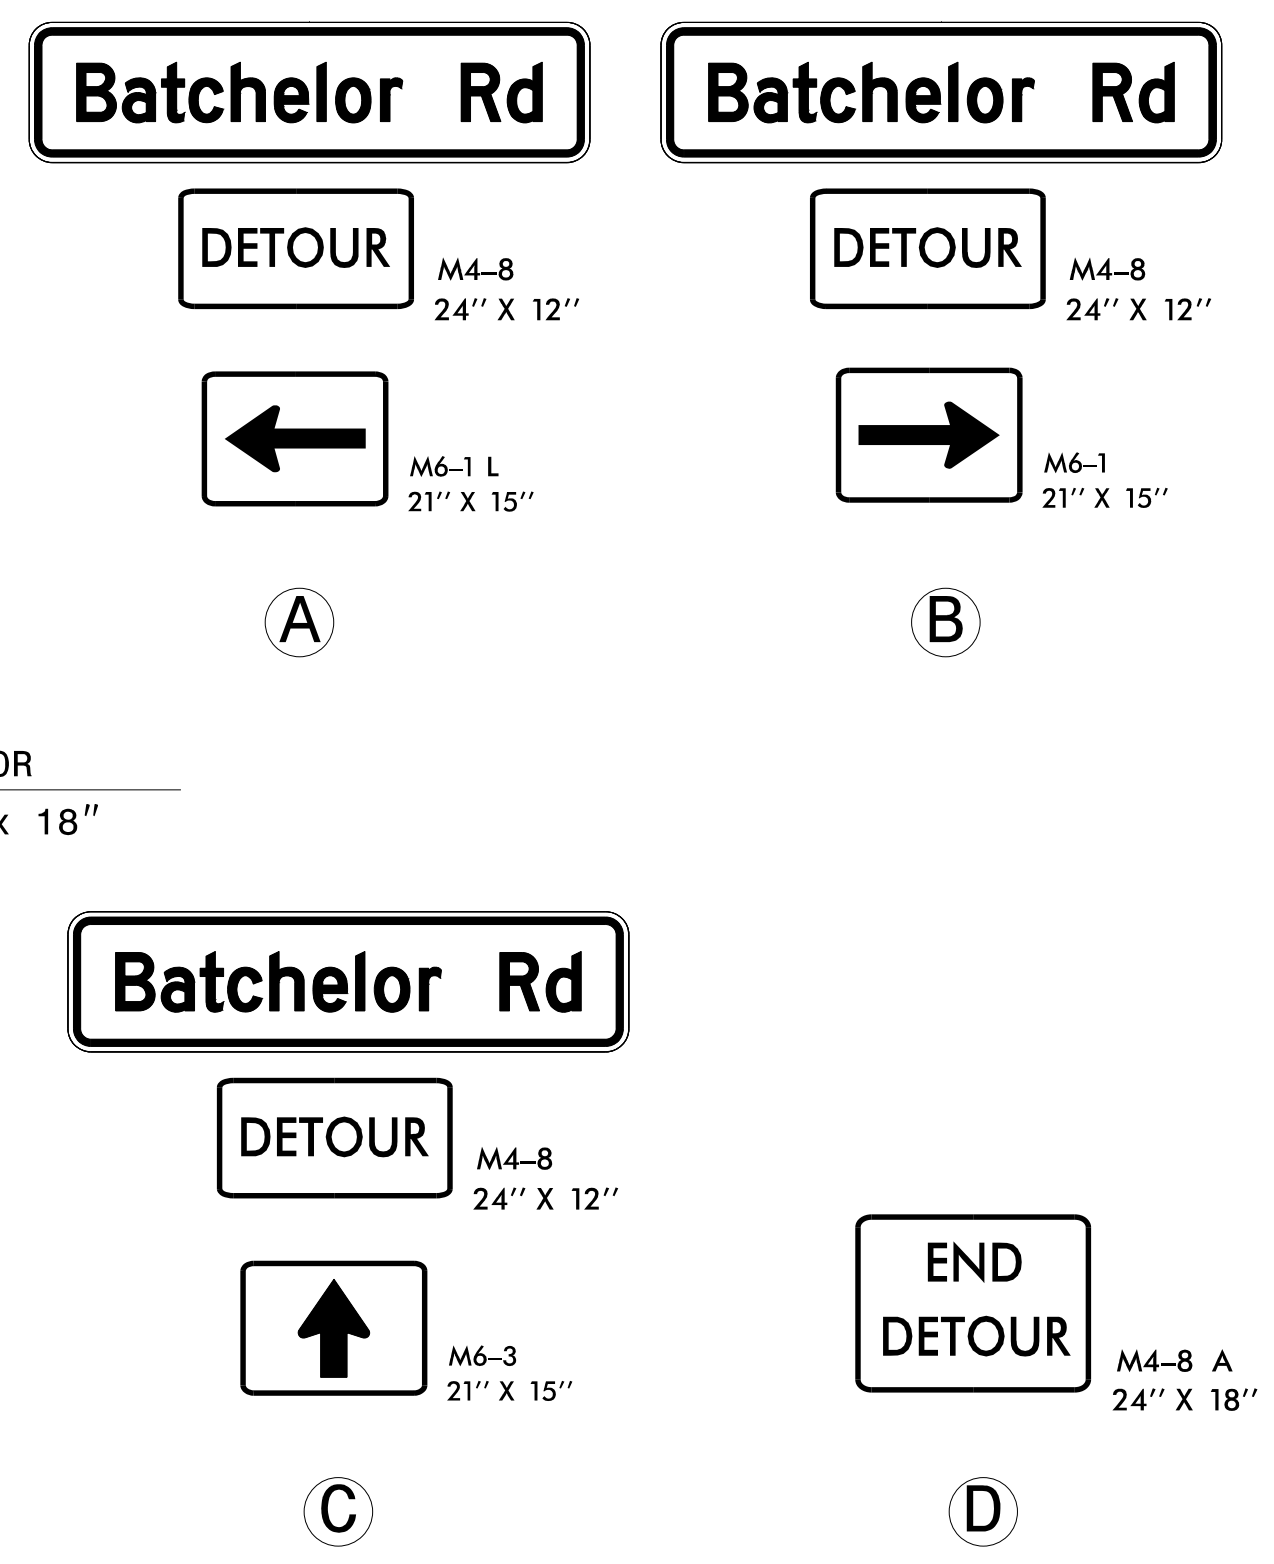 Batchelor Rd
DETOUR
M4–8
24'' X 12''
M6–1 L
21'' X 15''
A
Batchelor Rd
DETOUR
M4–8
24'' X 12''
M6–1
21'' X 15''
B
OR
x 18"
Batchelor Rd
DETOUR
M4–8
24'' X 12''
M6–3
21'' X 15''
C
END
DETOUR
M4–8 A
24'' X 18''
D